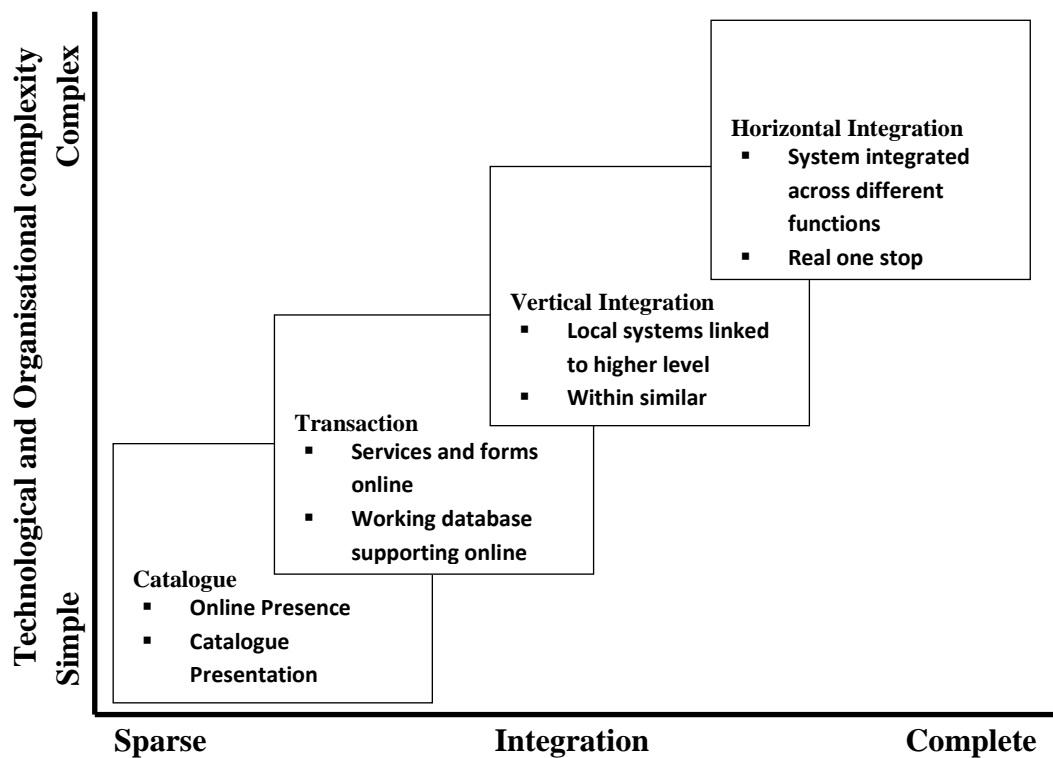 Technological and Organisational complexity
Complex
Simple
Horizontal Integration
▪ System integrated
across different
functions
▪ Real one stop
Vertical Integration
▪ Local systems linked
to higher level
▪ Within similar
Transaction
▪ Services and forms
online
▪ Working database
supporting online
Catalogue
▪ Online Presence
▪ Catalogue
Presentation
Sparse Integration Complete